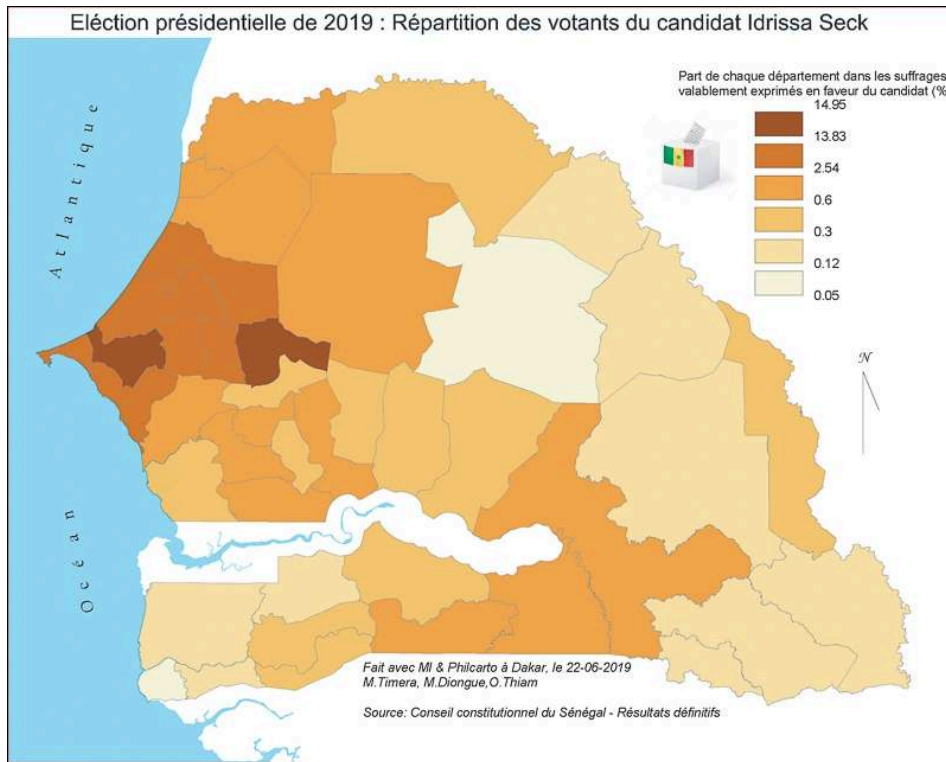 Eléction présidentielle de 2019 : Répartition des votants du candidat Idrissa Seck
Part de chaque département dans les suffrages
valablement exprimés en faveur du candidat (%
14.95
13.83
2.54
0.6
0.3
0.12
0.05
Atlantique
N
Océan
Fait avec MI & Philcarto à Dakar, le 22-06-2019
M.Timera, M.Diongue,O.Thiam
Source: Conseil constitutionnel du Sénégal - Résultats définitifs